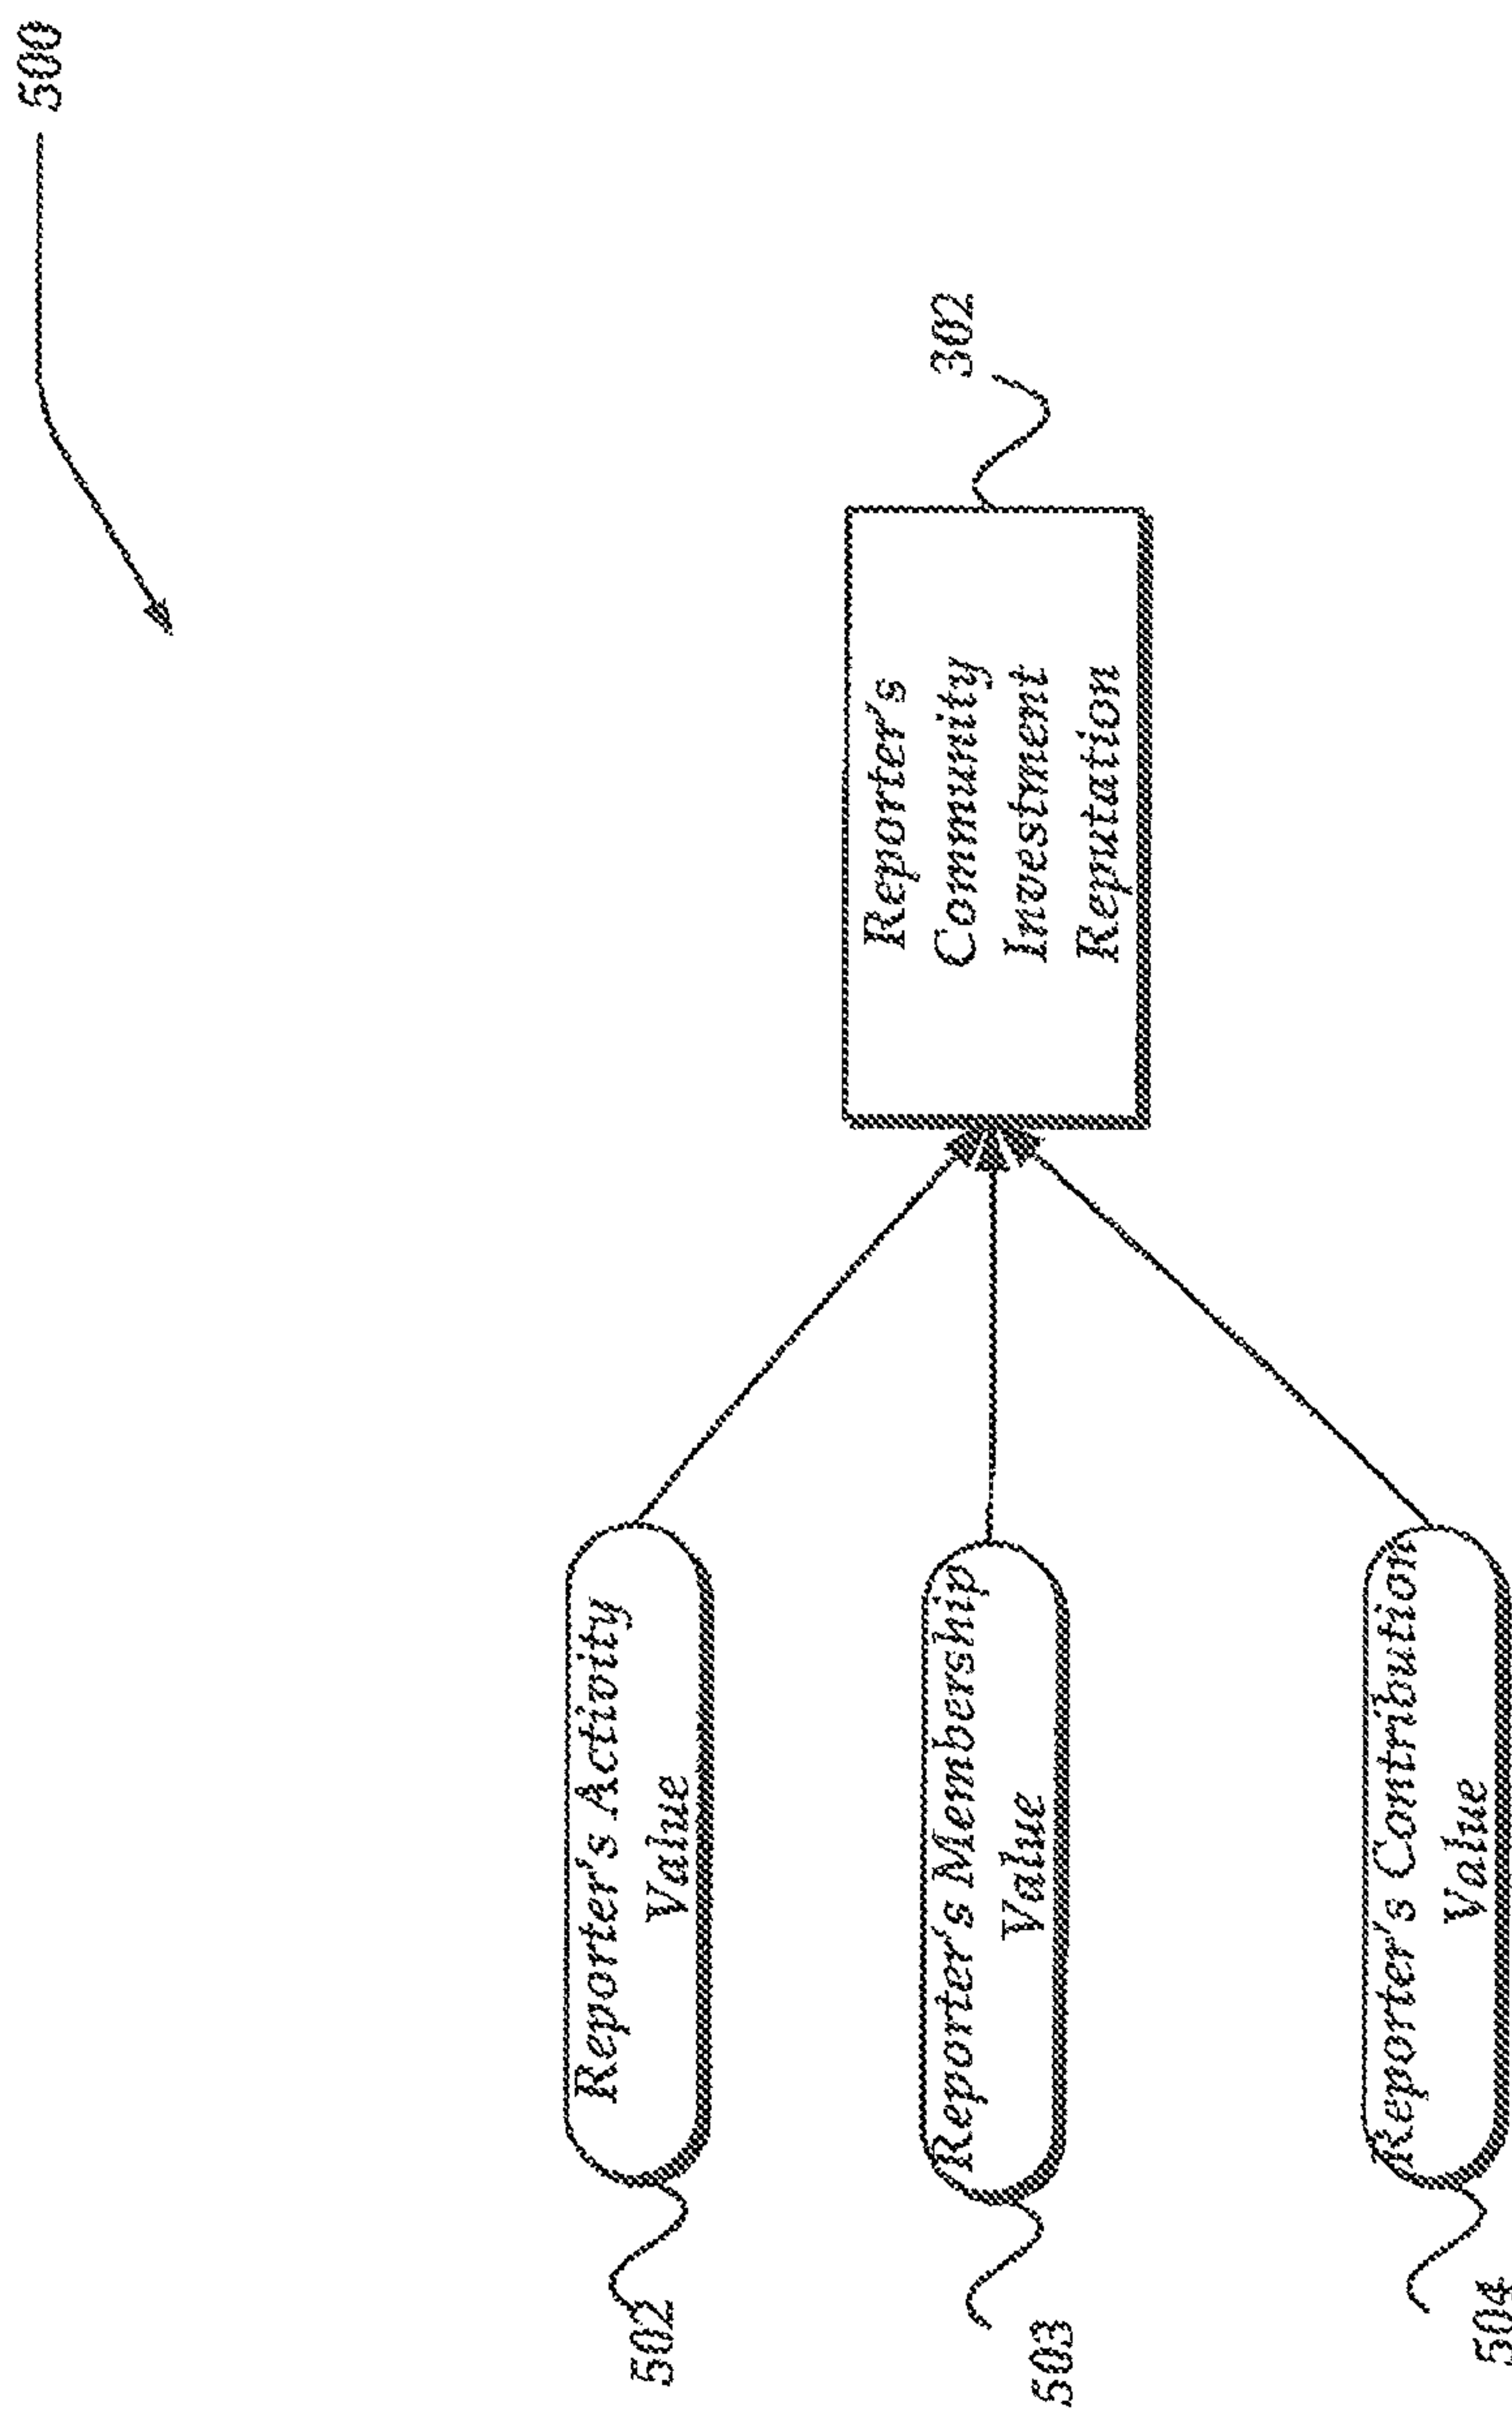 500
Reporter's Activity
Value
502
Reporter's Membership
Value
503
Reporter's Contribution
Value
504
Reporter's
Community
Investment
Reputation
302